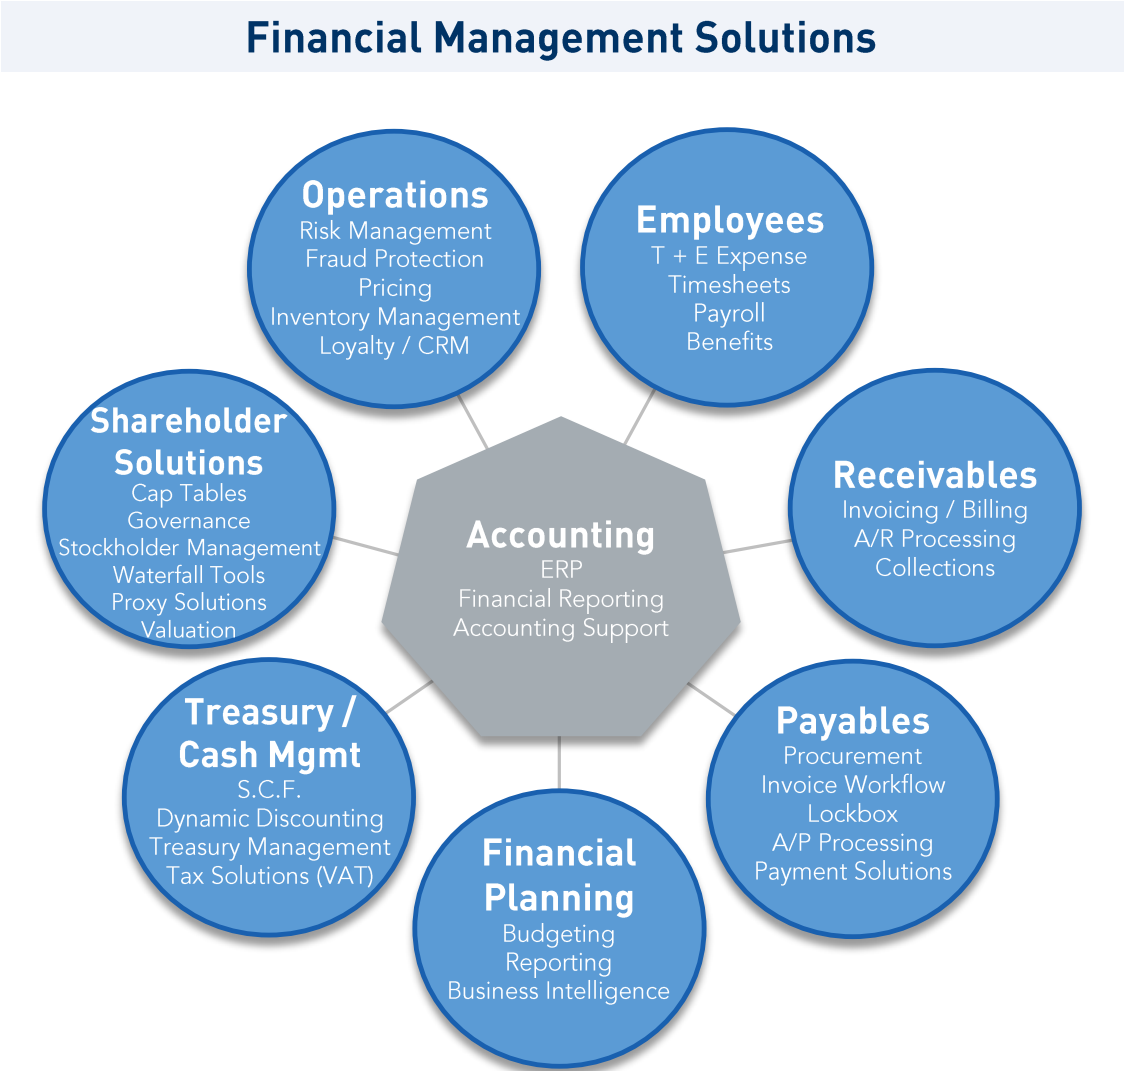 Financial Management Solutions
Operations
Risk Management
Fraud Protection
Pricing
Inventory Management
Loyalty / CRM
Employees
T + E Expense
Timesheets
Payroll
Benefits
Shareholder
Solutions
Cap Tables
Governance
Stockholder Management
Waterfall Tools
Proxy Solutions
Valuation
Accounting
ERP
Financial Reporting
Accounting Support
Receivables
Invoicing / Billing
A/R Processing
Collections
Treasury /
Cash Mgmt
S.C.F.
Dynamic Discounting
Treasury Management
Tax Solutions (VAT)
Financial
Planning
Budgeting
Reporting
Business Intelligence
Payables
Procurement
Invoice Workflow
Lockbox
A/P Processing
Payment Solutions